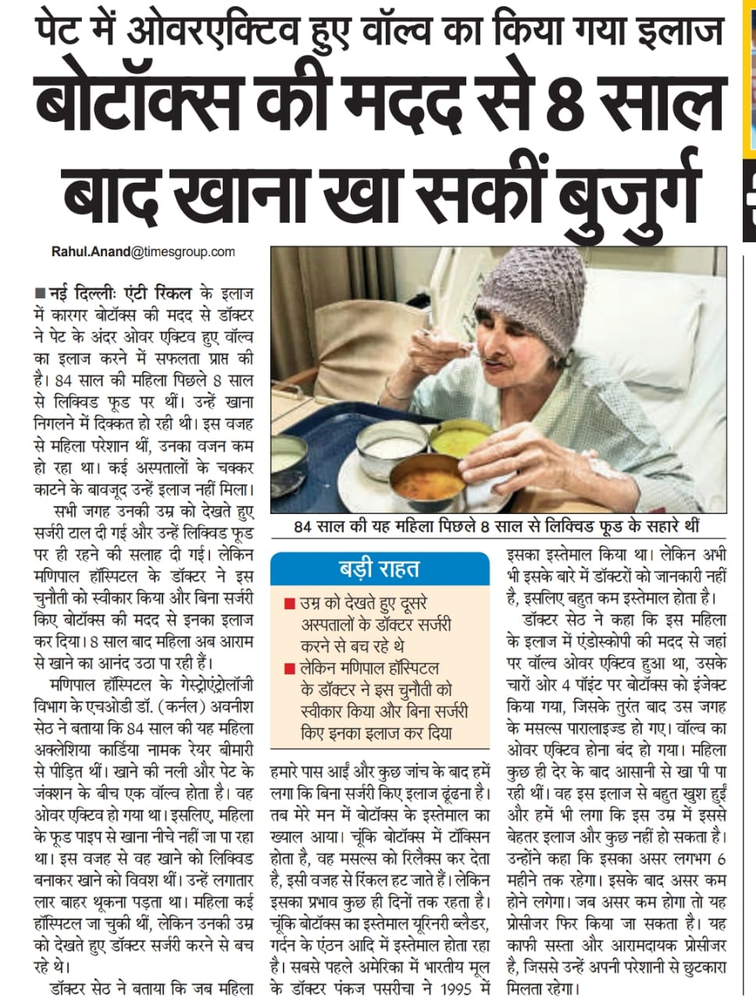 पेट में ओवरएक्टिव हुए वॉल्व का किया गया इलाज
बोटॉक्स की मदद से 8 साल
बाद खाना खा सकीं बुजुर्ग
Rahul.Anand@timesgroup.com
■ नई दिल्लीः एंटी रिंकल के इलाज
में कारगर बोटॉक्स की मदद से डॉक्टर
ने पेट के अंदर ओवर एक्टिव हुए वॉल्व
का इलाज करने में सफलता प्राप्त की
है। 84 साल की महिला पिछले 8 साल
से लिक्विड फूड पर थीं। उन्हें खाना
निगलने में दिक्कत हो रही थी। इस वजह
से महिला परेशान थीं, उनका वजन कम
हो रहा था। कई अस्पतालों के चक्कर
काटने के बावजूद उन्हें इलाज नहीं मिला।
सभी जगह उनकी उम्र को देखते हुए
सर्जरी टाल दी गई और उन्हें लिक्विड फूड
पर ही रहने की सलाह दी गई। लेकिन
मणिपाल हॉस्पिटल के डॉक्टर ने इस
चुनौती को स्वीकार किया और बिना सर्जरी
किए बोटॉक्स की मदद से इनका इलाज
कर दिया। 8 साल बाद महिला अब आराम
से खाने का आनंद उठा पा रही हैं।
मणिपाल हॉस्पिटल के गेस्ट्रोएंट्रोलॉजी
विभाग के एचओडी डॉ. (कर्नल) अवनीश
सेठ ने बताया कि 84 साल की यह महिला
अक्लेशिया कार्डिया नामक रेयर बीमारी
से पीड़ित थीं। खाने की नली और पेट के
जंक्शन के बीच एक वॉल्व होता है। वह
ओवर एक्टिव हो गया था। इसलिए, महिला
के फूड पाइप से खाना नीचे नहीं जा पा रहा
था। इस वजह से वह खाने को लिक्विड
बनाकर खाने को विवश थीं। उन्हें लगातार
लार बाहर थूकना पड़ता था। महिला कई
हॉस्पिटल जा चुकी थीं, लेकिन उनकी उम्र
को देखते हुए डॉक्टर सर्जरी करने से बच
रहे थे।
डॉक्टर सेठ ने बताया कि जब महिला
84 साल की यह महिला पिछले 8 साल से लिक्विड फूड के सहारे थीं
बड़ी राहत
■ उम्र को देखते हुए दूसरे
अस्पतालों के डॉक्टर सर्जरी
करने से बच रहे थे
■ लेकिन मणिपाल हॉस्पिटल
के डॉक्टर ने इस चुनौती को
स्वीकार किया और बिना सर्जरी
किए इनका इलाज कर दिया
हमारे पास आईं और कुछ जांच के बाद हमें
लगा कि बिना सर्जरी किए इलाज ढूंढना है।
तब मेरे मन में बोटॉक्स के इस्तेमाल का
ख्याल आया। चूंकि बोटॉक्स में टॉक्सिन
होता है, वह मसल्स को रिलैक्स कर देता
है, इसी वजह से रिंकल हट जाते हैं। लेकिन
इसका प्रभाव कुछ ही दिनों तक रहता है।
चूंकि बोटॉक्स का इस्तेमाल यूरिनरी ब्लैडर,
गर्दन के एंठन आदि में इस्तेमाल होता रहा
है। सबसे पहले अमेरिका में भारतीय मूल
के डॉक्टर पंकज पसरीचा ने 1995 में
इसका इस्तेमाल किया था। लेकिन अभी
भी इसके बारे में डॉक्टरों को जानकारी नहीं
है, इसलिए बहुत कम इस्तेमाल होता है।
डॉक्टर सेठ ने कहा कि इस महिला
के इलाज में एंडोस्कोपी की मदद से जहां
पर वॉल्व ओवर एक्टिव हुआ था, उसके
चारों ओर 4 पॉइंट पर बोटॉक्स को इंजेक्ट
किया गया, जिसके तुरंत बाद उस जगह
के मसल्स पारालाइज्ड हो गए। वॉल्व का
ओवर एक्टिव होना बंद हो गया। महिला
कुछ ही देर के बाद आसानी से खा पी पा
रही थीं। वह इस इलाज से बहुत खुश हुईं
और हमें भी लगा कि इस उम्र में इससे
बेहतर इलाज और कुछ नहीं हो सकता है।
उन्होंने कहा कि इसका असर लगभग 6
महीने तक रहेगा। इसके बाद असर कम
होने लगेगा। जब असर कम होगा तो यह
प्रोसीजर फिर किया जा सकता है। यह
काफी सस्ता और आरामदायक प्रोसीजर
है, जिससे उन्हें अपनी परेशानी से छुटकारा
मिलता रहेगा।